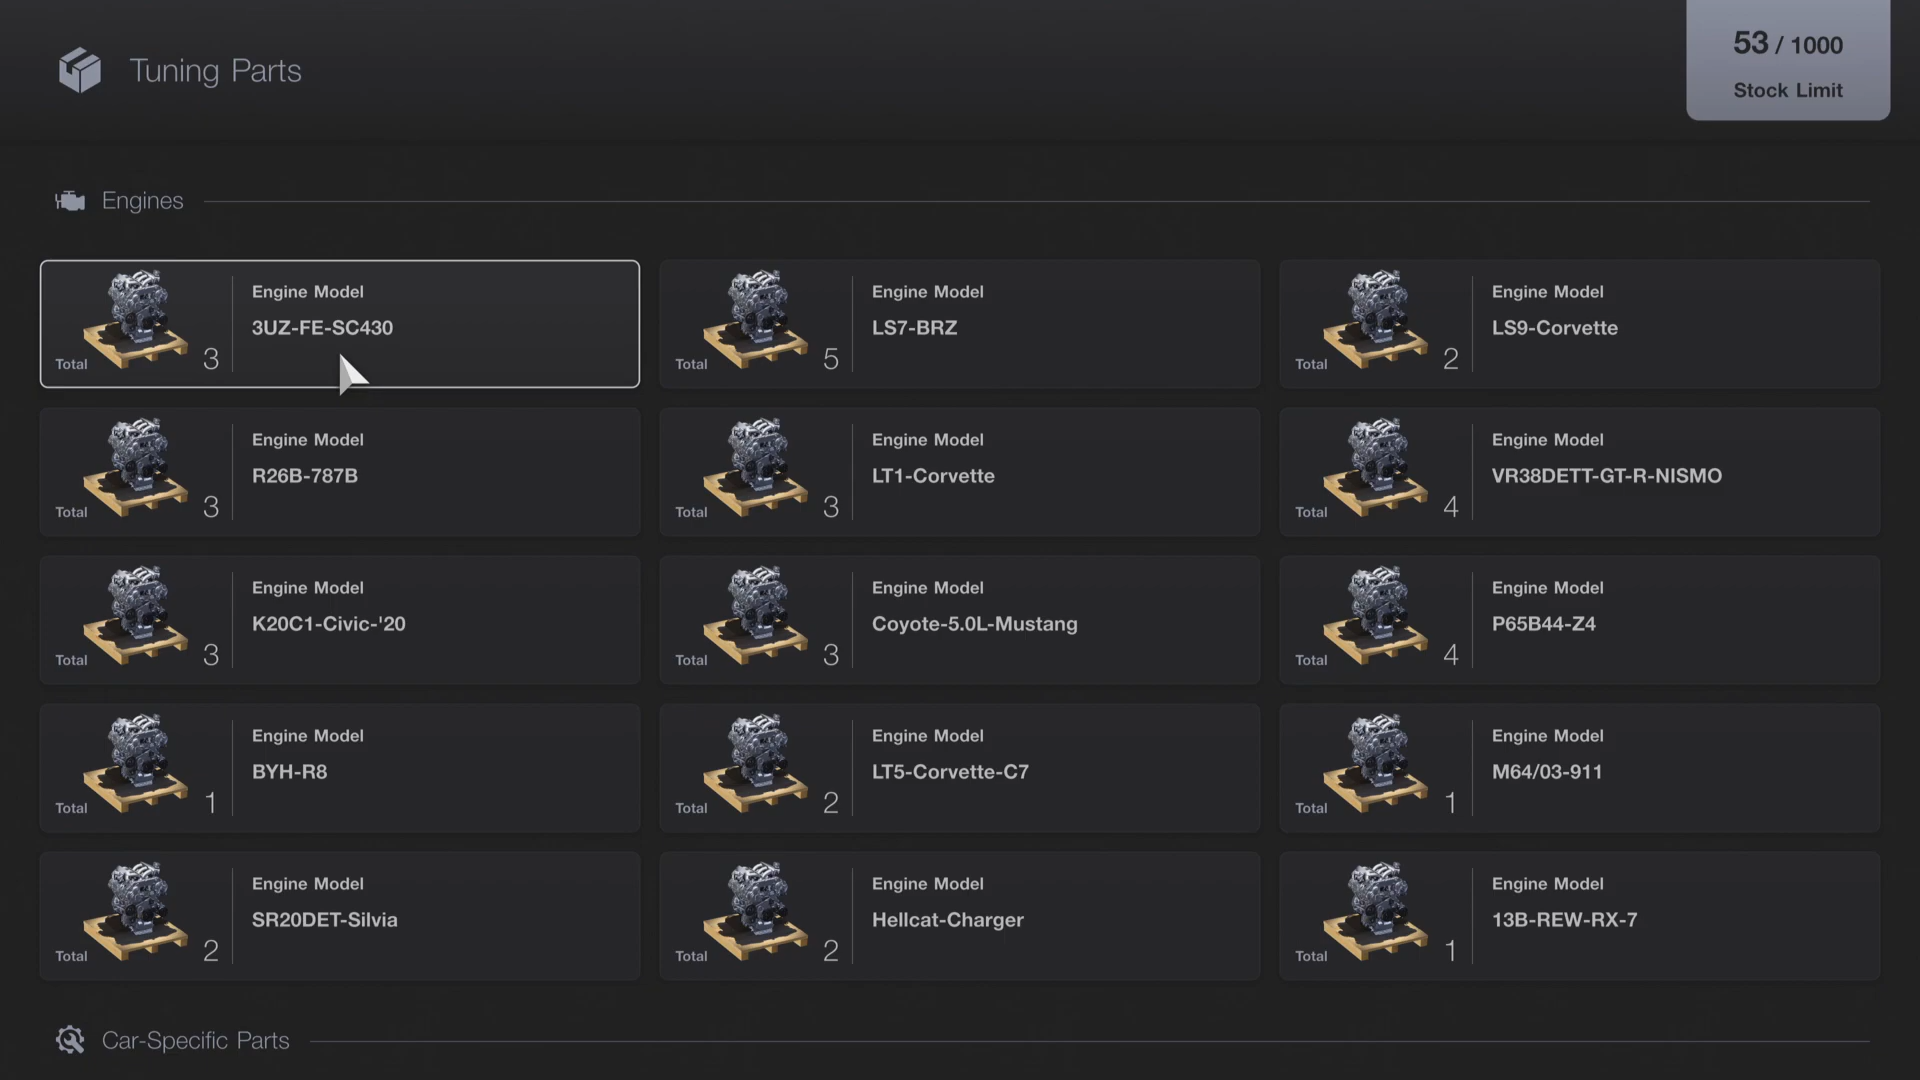 Tuning Parts
53 / 1000
Stock Limit
Engines
Engine Model
3UZ-FE-SC430
Total 3
Engine Model
LS7-BRZ
Total 5
Engine Model
LS9-Corvette
Total 2
Engine Model
R26B-787B
Total 3
Engine Model
LT1-Corvette
Total 3
Engine Model
VR38DETT-GT-R-NISMO
Total 4
Engine Model
K20C1-Civic-'20
Total 3
Engine Model
Coyote-5.0L-Mustang
Total 3
Engine Model
P65B44-Z4
Total 4
Engine Model
BYH-R8
Total 1
Engine Model
LT5-Corvette-C7
Total 2
Engine Model
M64/03-911
Total 1
Engine Model
SR20DET-Silvia
Total 2
Engine Model
Hellcat-Charger
Total 2
Engine Model
13B-REW-RX-7
Total 1
Car-Specific Parts